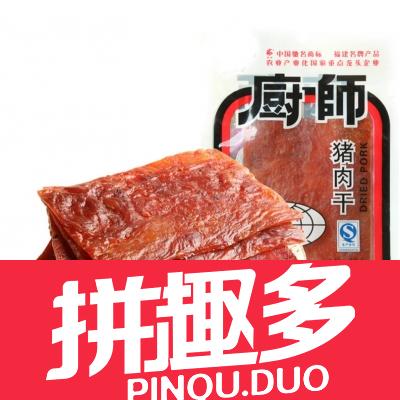 中国驰名商标 福建名牌产品
农业产业化国家重点龙头企业
廚師
猪肉干
DRIED PORK
拼趣多
PINQU.DUO